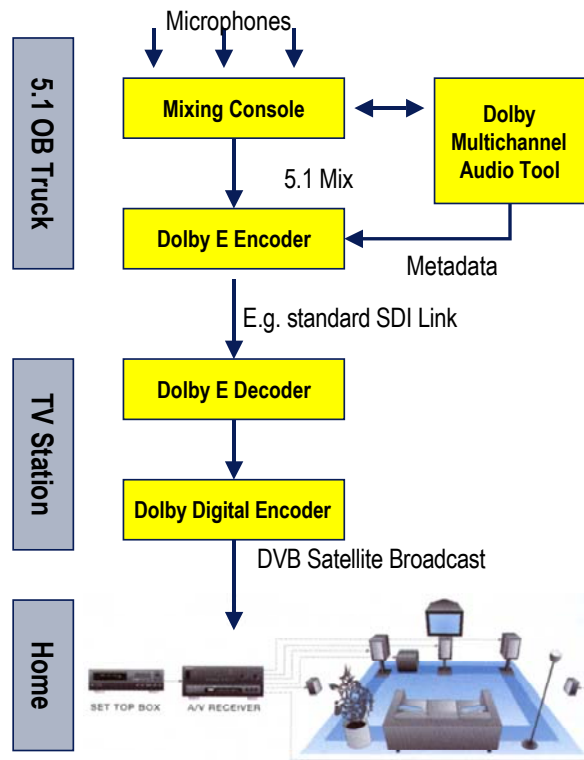 Microphones
5.1 OB Truck
Mixing Console
Dolby
Multichannel
Audio Tool
5.1 Mix
Dolby E Encoder
Metadata
E.g. standard SDI Link
TV Station
Dolby E Decoder
Dolby Digital Encoder
DVB Satellite Broadcast
Home
SET TOP BOX
A/V RECEIVER